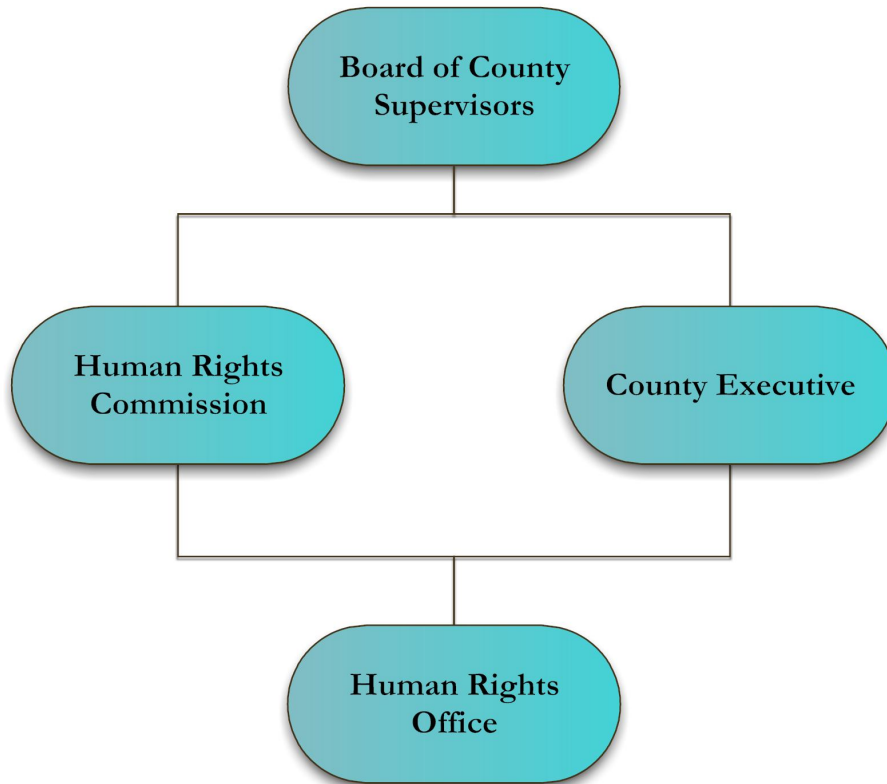 Board of County
Supervisors
Human Rights
Commission
County Executive
Human Rights
Office